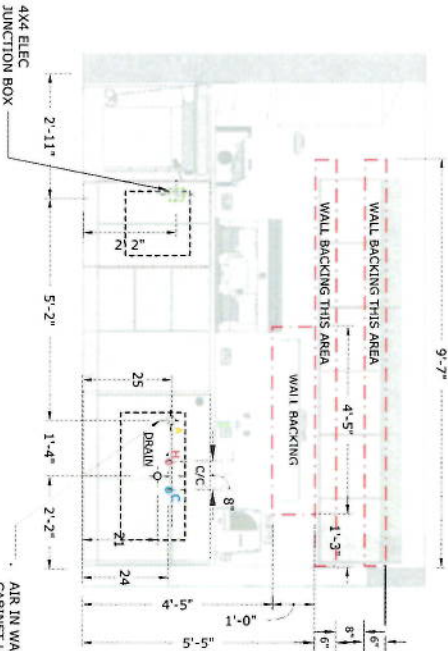 9'-7"
WALL BACKING THIS AREA
WALL BACKING THIS AREA
WALL BACKING
4'-5"
1'-3"
6"
8"
6"
1'-0"
4'-5"
5'-5"
4X4 ELEC
JUNCTION BOX
2'-11"
5'-2"
1'-4"
2'-2"
2' 2"
25
DRAIN
A
H
C
C/C
8"
21
24
AIR IN WA
CABINET L